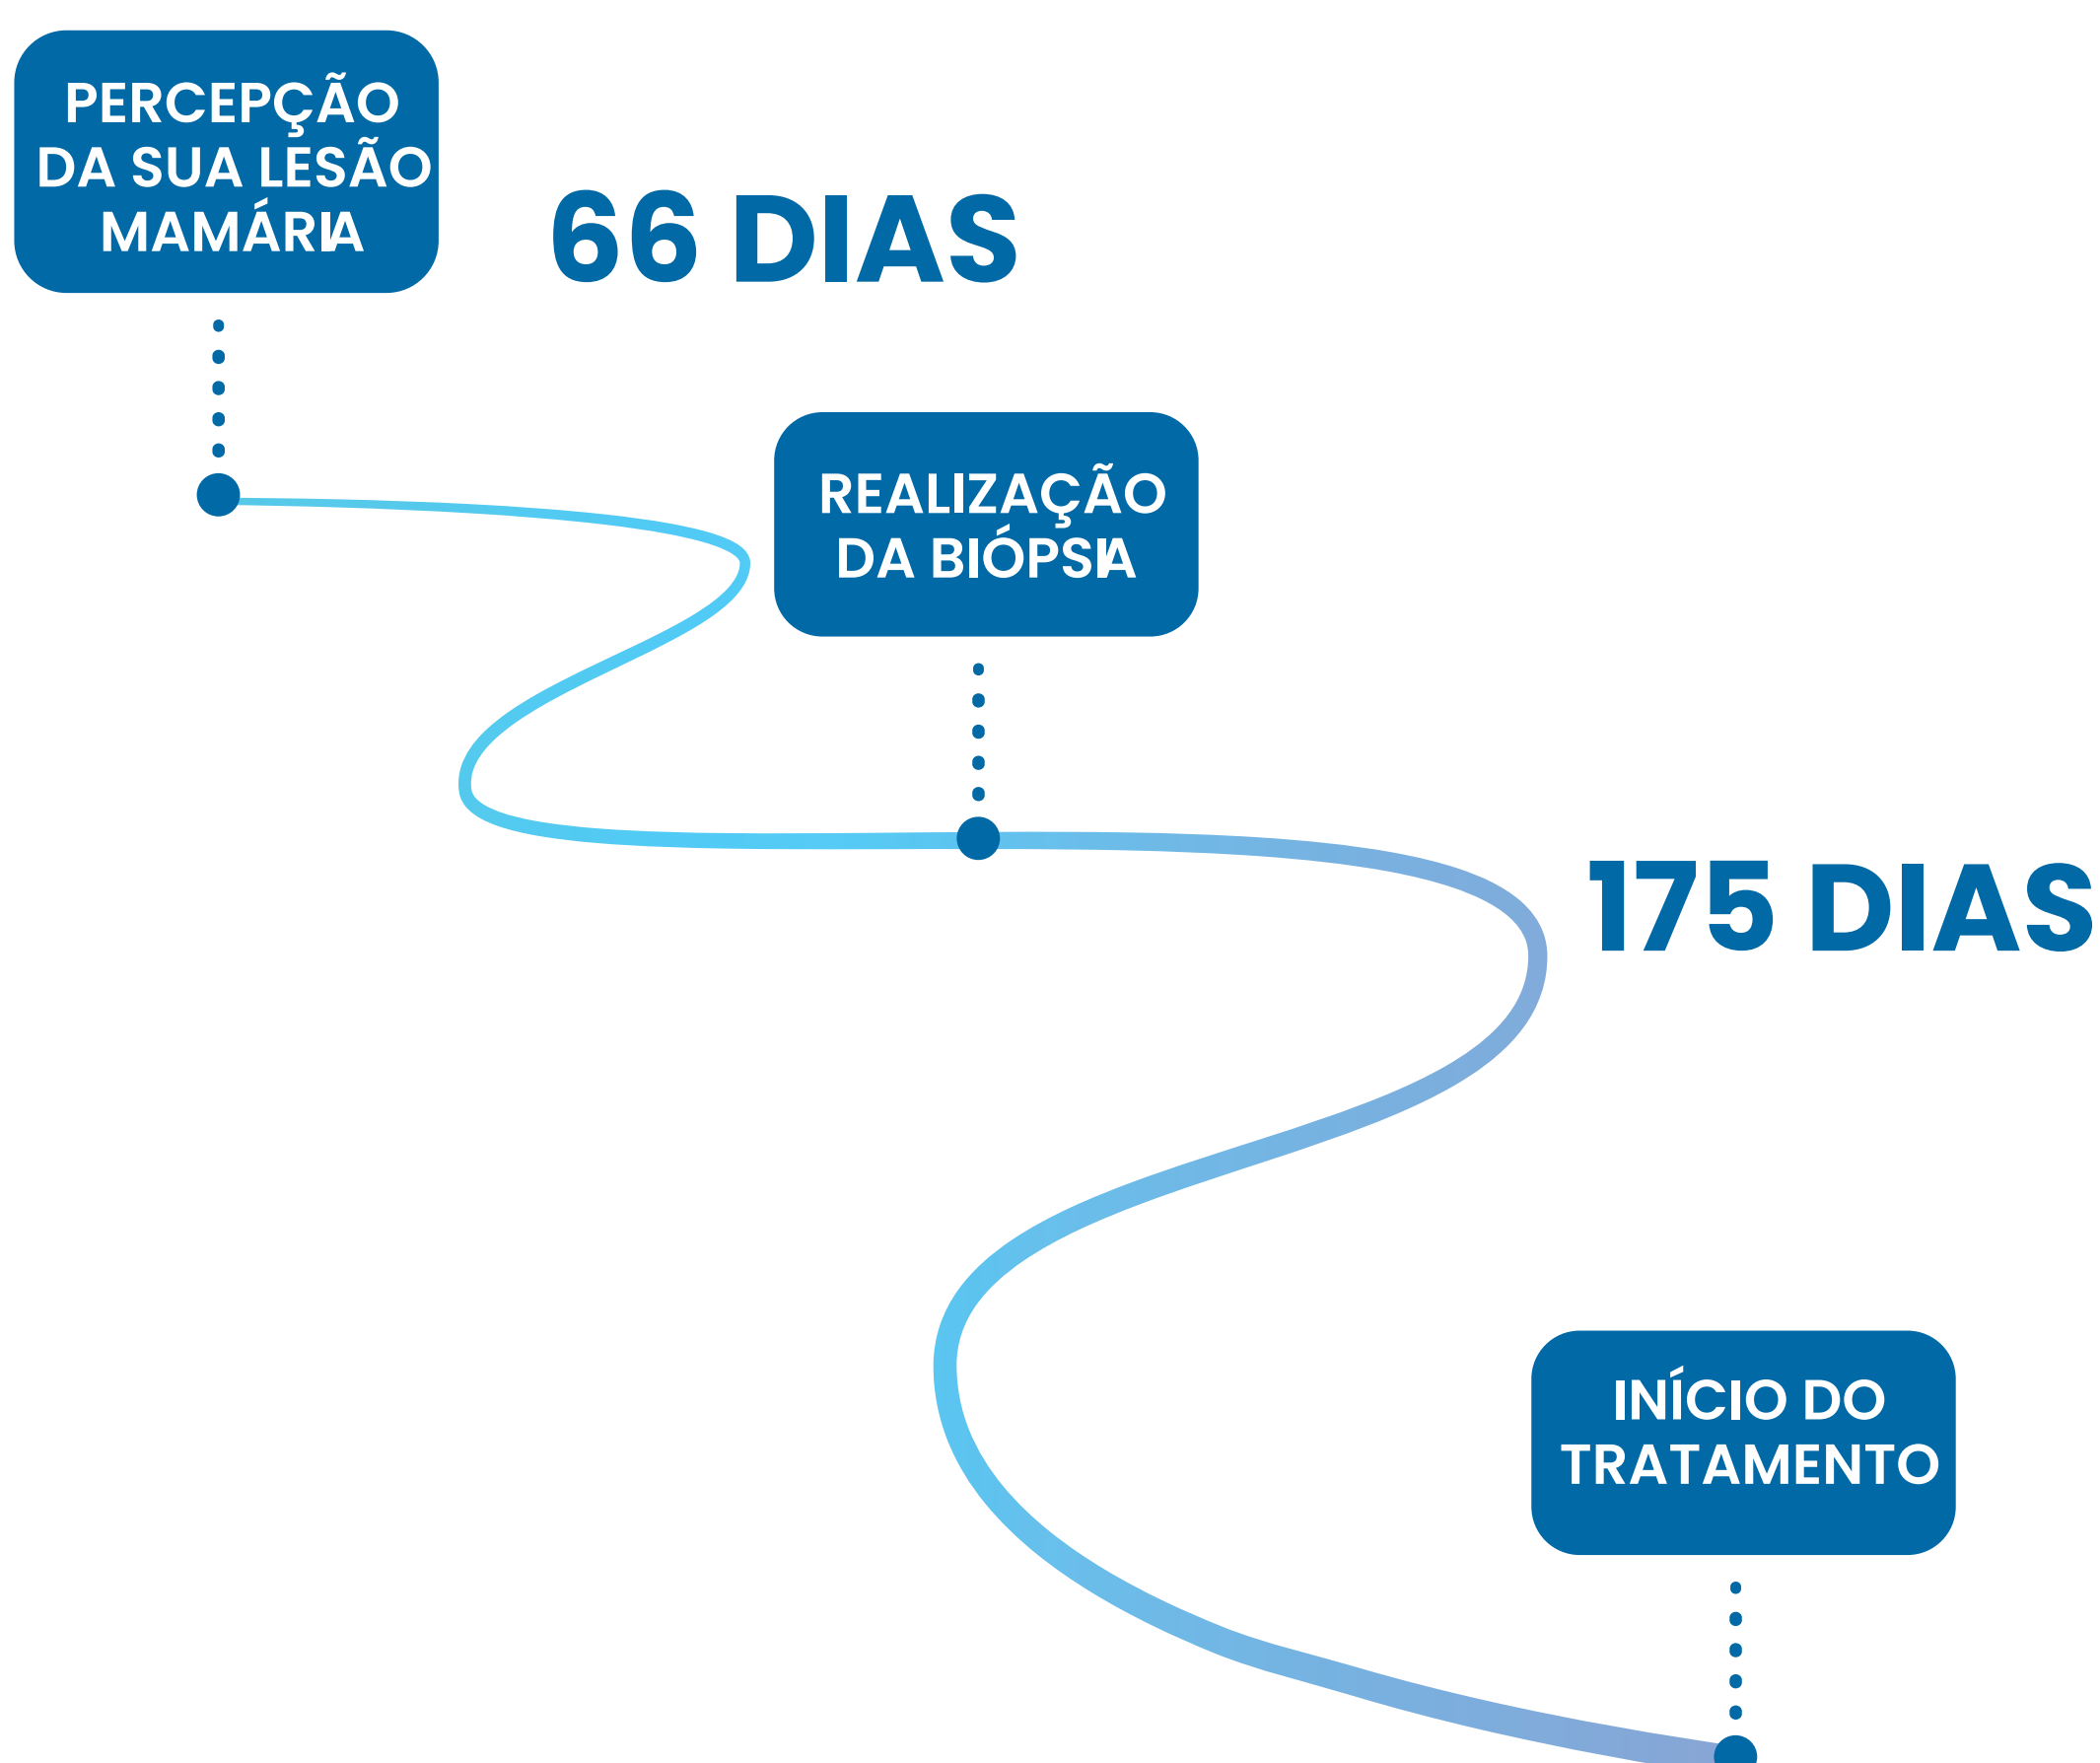 PERCEPÇÃO
DA SUA LESÃO
MAMÁRIA
66 DIAS
REALIZAÇÃO
DA BIÓPSIA
175 DIAS
INÍCIO DO
TRATAMENTO